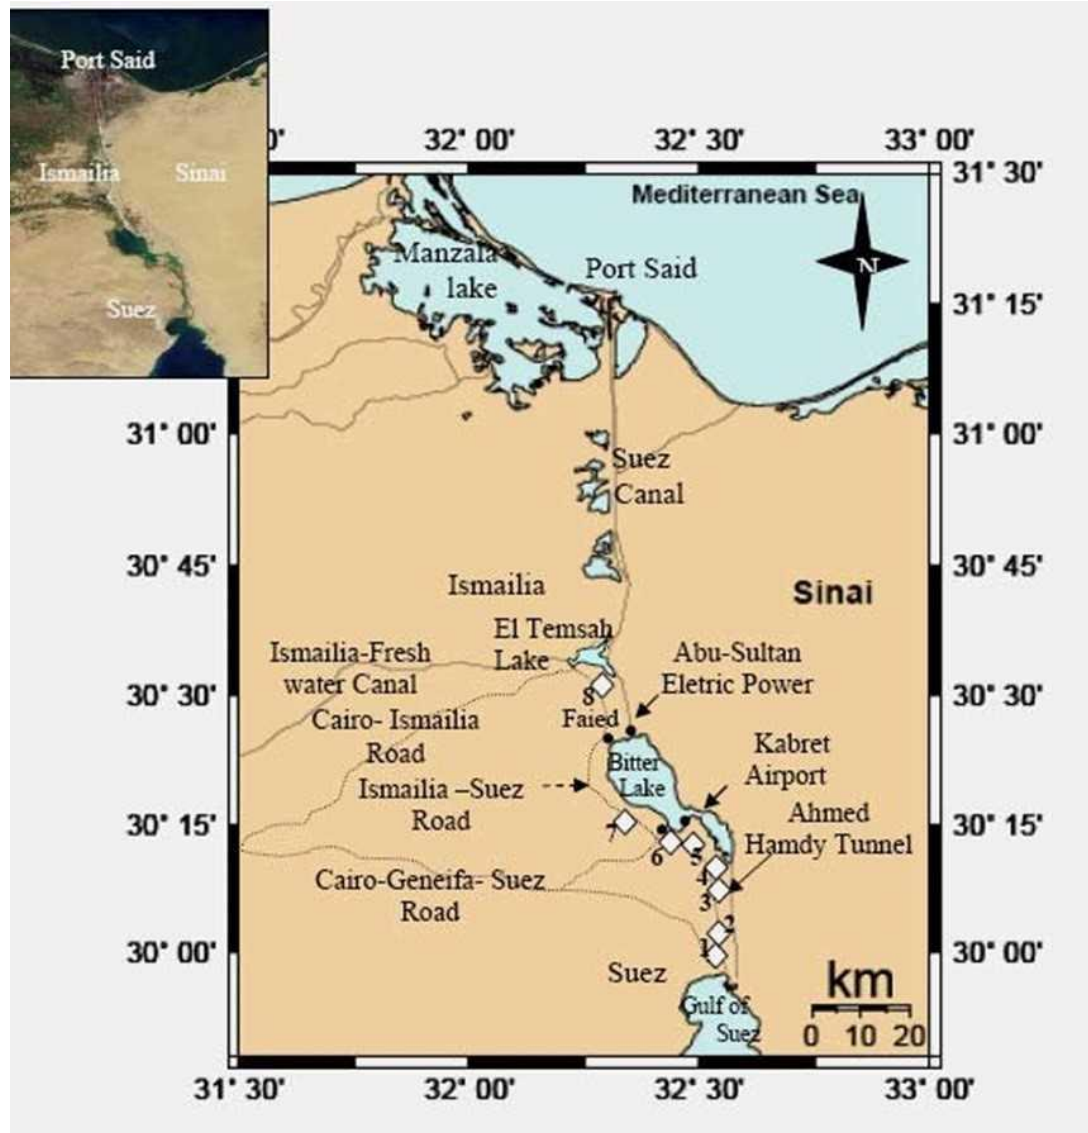 Port Said
Ismailia
Sinai
Suez
0'
32° 00'
32° 30'
33° 00'
31° 30'
Mediterranean Sea
N
Manzala
lake
Port Said
31° 15'
31° 00'
31° 00'
Suez
Canal
30° 45'
30° 45'
Ismailia
Sinai
El Temsah
Lake
Ismailia-Fresh
water Canal
Abu-Sultan
Eletric Power
30° 30'
30° 30'
8
Faied
Cairo- Ismailia
Road
Bitter
Lake
Kabret
Airport
Ismailia –Suez
Road
Ahmed
Hamdy Tunnel
30° 15'
30° 15'
7
6
5
4
3
Cairo-Geneifa- Suez
Road
2
1
30° 00'
30° 00'
Suez
km
Gulf of
Suez
0 10 20
31° 30'
32° 00'
32° 30'
33° 00'